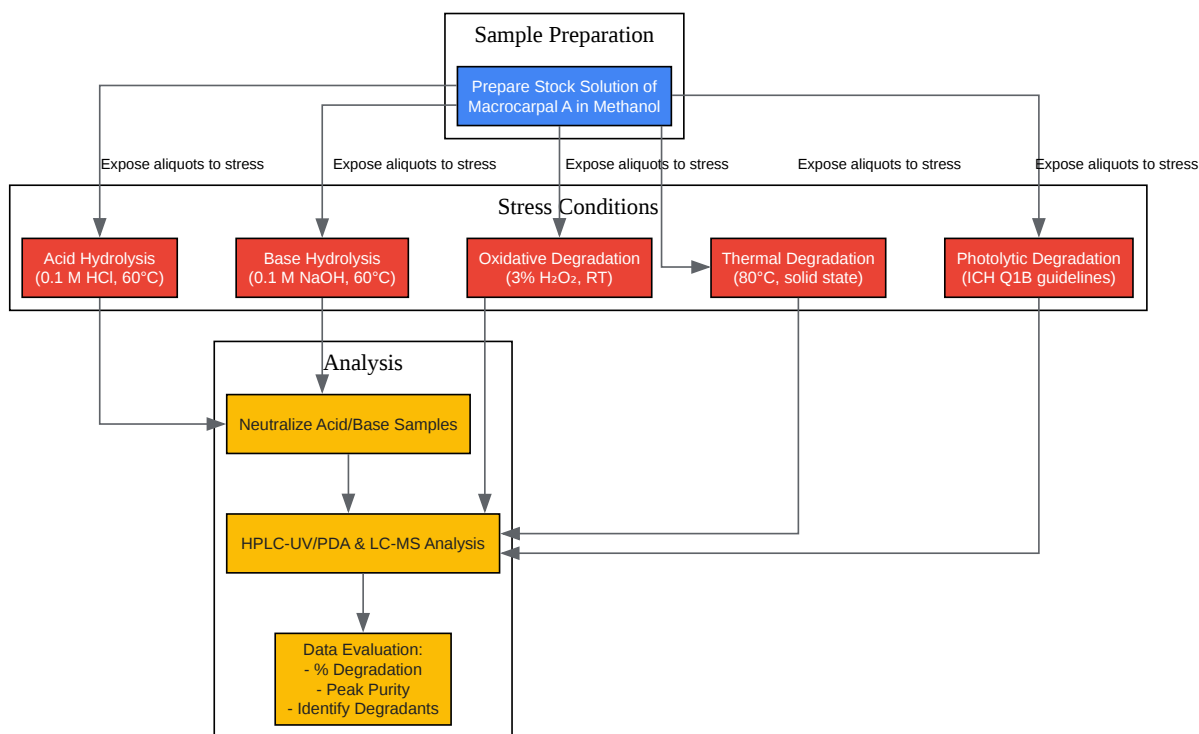 Sample Preparation
Prepare Stock Solution of
Macrocarpal A in Methanol
Expose aliquots to stress
Expose aliquots to stress
Expose aliquots to stress
Expose aliquots to stress
Expose aliquots to stress
Stress Conditions
Acid Hydrolysis
(0.1 M HCl, 60°C)
Base Hydrolysis
(0.1 M NaOH, 60°C)
Oxidative Degradation
(3% H₂O₂, RT)
Thermal Degradation
(80°C, solid state)
Photolytic Degradation
(ICH Q1B guidelines)
Analysis
Neutralize Acid/Base Samples
HPLC-UV/PDA & LC-MS Analysis
Data Evaluation:
- % Degradation
- Peak Purity
- Identify Degradants